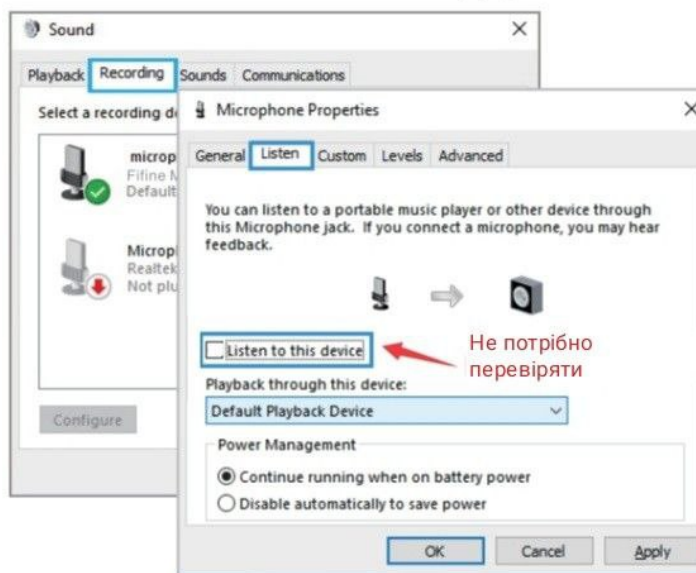 Sound
Playback Recording Sounds Communications
Select a recording de
microp
Fifine M
Default
Microp
Realtek
Not plu
Configure
Microphone Properties
General Listen Custom Levels Advanced
You can listen to a portable music player or other device through
this Microphone jack. If you connect a microphone, you may hear
feedback.
Listen to this device
Не потрібно
перевіряти
Playback through this device:
Default Playback Device
Power Management
Continue running when on battery power
Disable automatically to save power
OK Cancel Apply